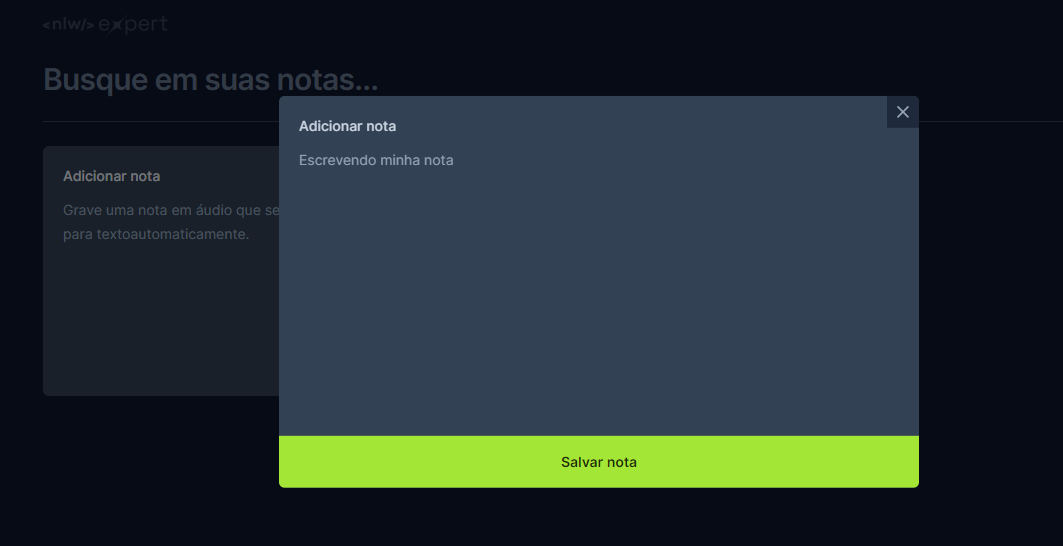 <nlw/> expert
Busque em suas notas...
Adicionar nota
Grave uma nota em áudio que se
para textoautomaticamente.
Adicionar nota
Escrevendo minha nota
Salvar nota